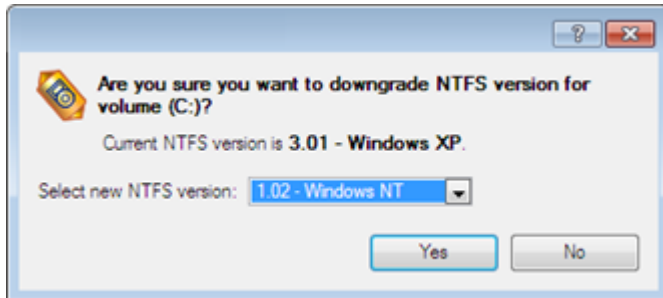 ?
Are you sure you want to downgrade NTFS version for
volume (C:)?
Current NTFS version is 3.01 - Windows XP.
Select new NTFS version: 1.02 - Windows NT
Yes No